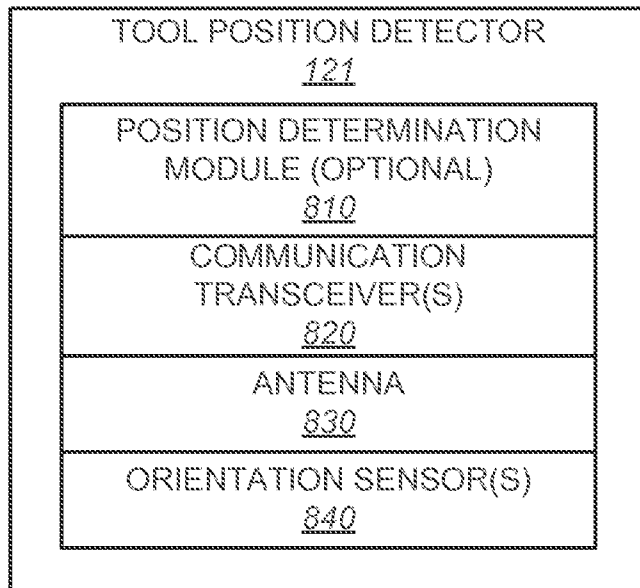 TOOL POSITION DETECTOR
121
POSITION DETERMINATION
MODULE (OPTIONAL)
810
COMMUNICATION
TRANSCEIVER(S)
820
ANTENNA
830
ORIENTATION SENSOR(S)
840